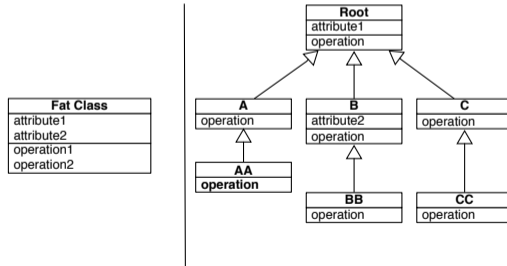 Fat Class
attribute1
attribute2
operation1
operation2
Root
attribute1
operation
A
operation
B
attribute2
operation
C
operation
AA
operation
BB
operation
CC
operation